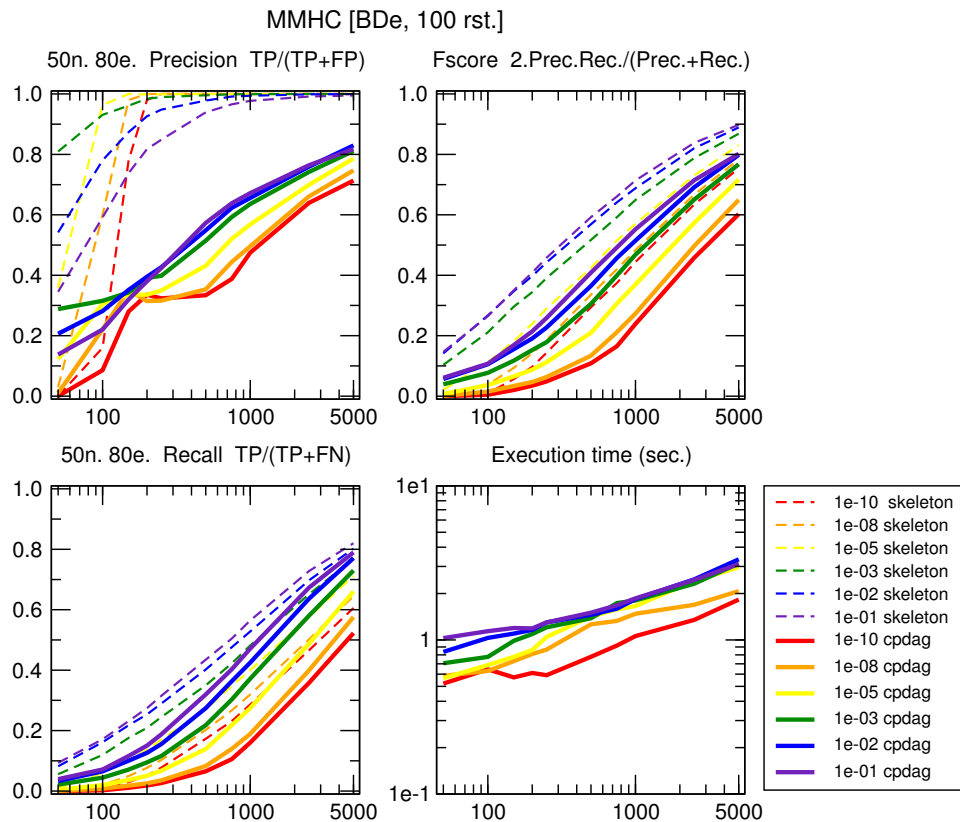 MMHC [BDe, 100 rst.]
50n. 80e. Precision TP/(TP+FP)
1.0
0.8
0.6
0.4
0.2
0.0
100
1000
5000
Fscore 2.Prec.Rec./(Prec.+Rec.)
1.0
0.8
0.6
0.4
0.2
0.0
100
1000
5000
50n. 80e. Recall TP/(TP+FN)
1.0
0.8
0.6
0.4
0.2
0.0
100
1000
5000
Execution time (sec.)
1e1
1
1e-1
100
1000
5000
1e-10 skeleton
1e-08 skeleton
1e-05 skeleton
1e-03 skeleton
1e-02 skeleton
1e-01 skeleton
1e-10 cpdag
1e-08 cpdag
1e-05 cpdag
1e-03 cpdag
1e-02 cpdag
1e-01 cpdag